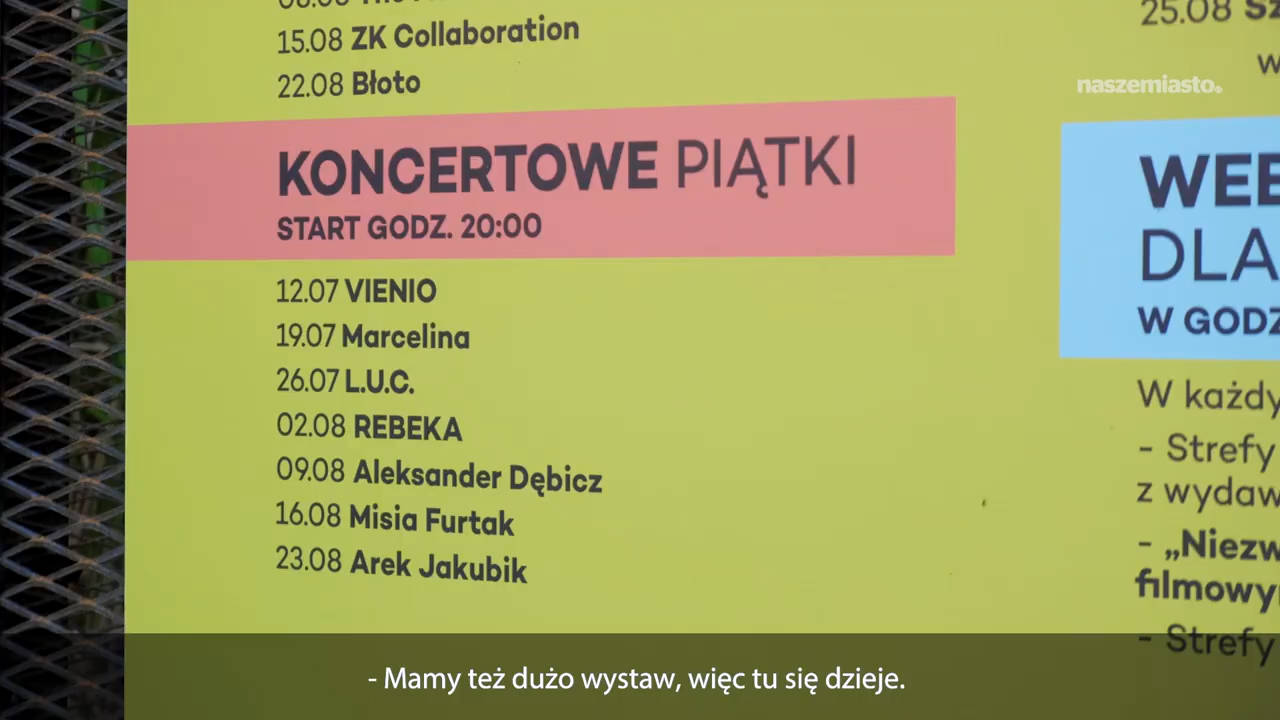 15.08 ZK Collaboration
22.08 Błoto
KONCERTOWE PIĄTKI
START GODZ. 20:00
12.07 VIENIO
19.07 Marcelina
26.07 L.U.C.
02.08 REBEKA
09.08 Aleksander Dębicz
16.08 Misia Furtak
23.08 Arek Jakubik
25.08
naszemiasto.
DLA
W GODZ
W każdy
- Strefy
z wydaw
- „Niezw
filmowy
- Strefy
- Mamy też dużo wystaw, więc tu się dzieje.